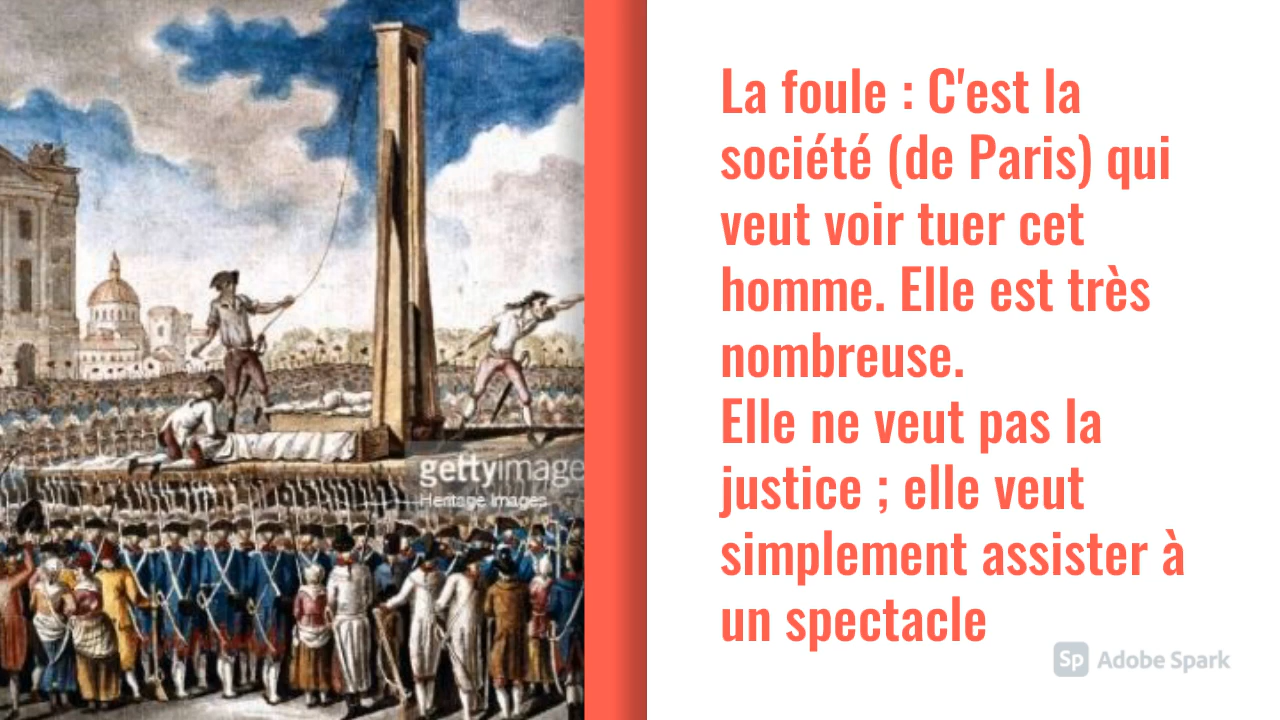 La foule : C'est la
société (de Paris) qui
veut voir tuer cet
homme. Elle est très
nombreuse.
Elle ne veut pas la
justice ; elle veut
simplement assister à
un spectacle
gettyimage
Heritage Images
Sp Adobe Spark